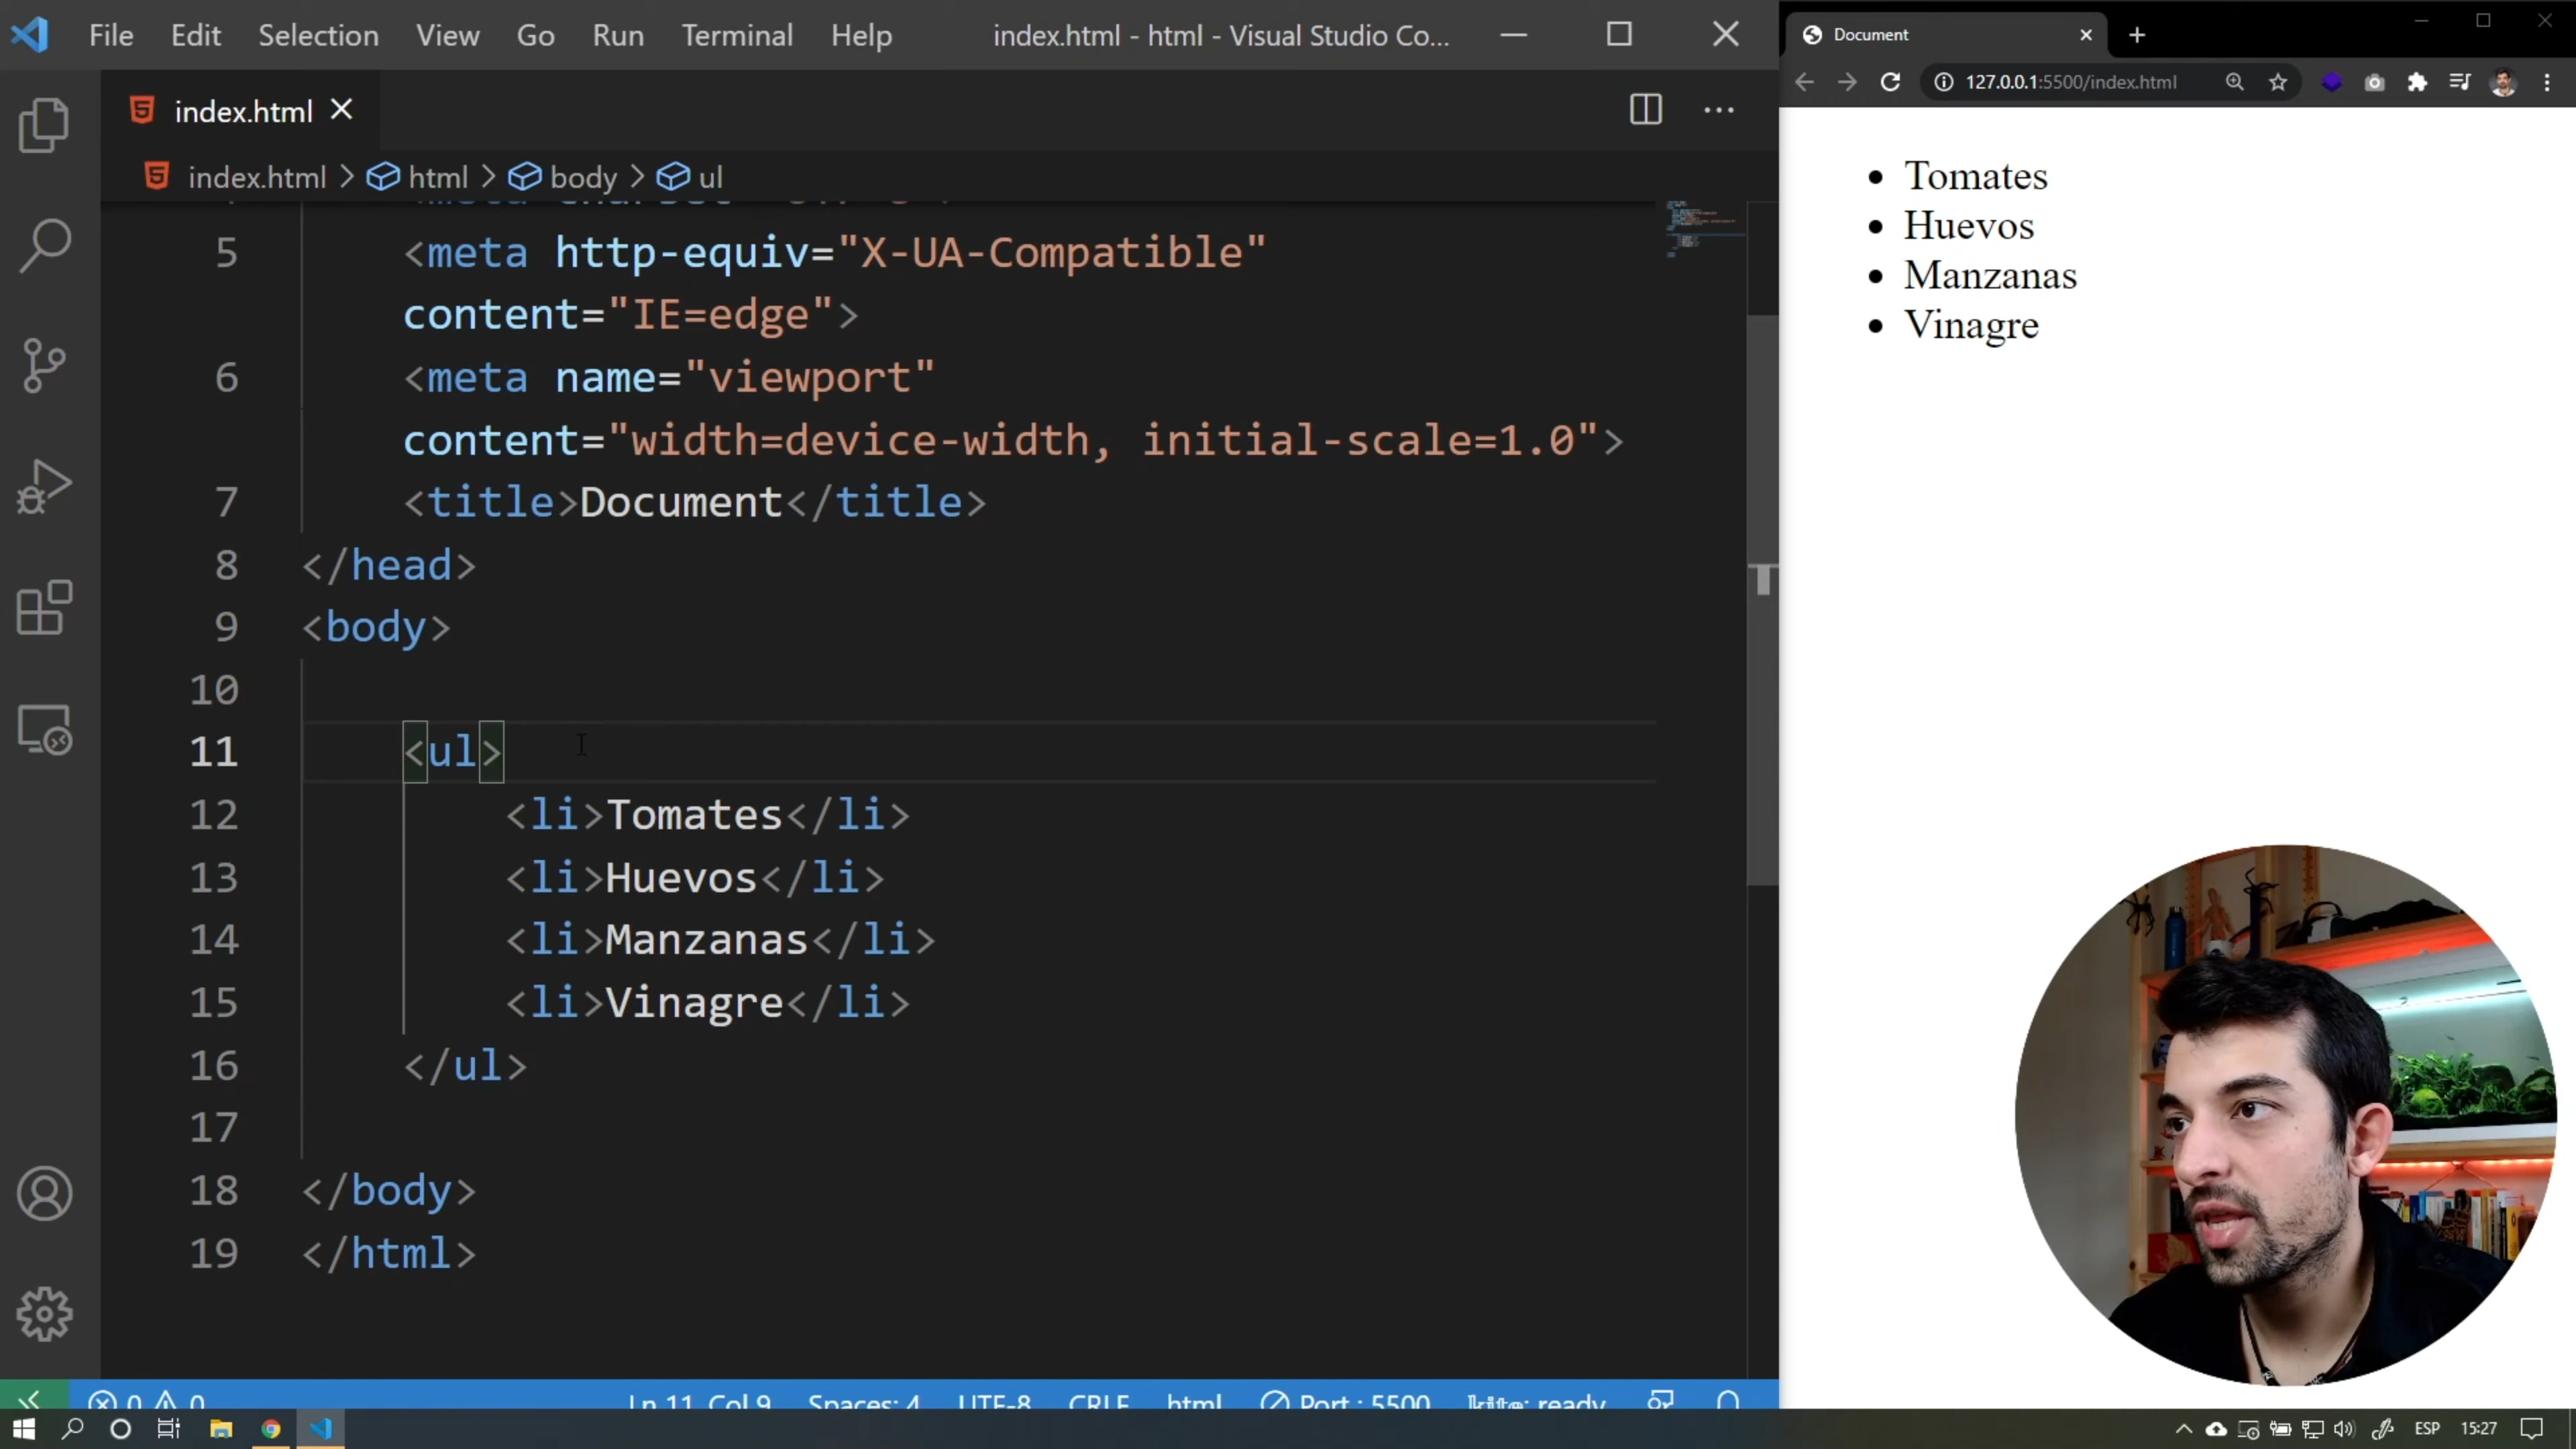 File Edit Selection View Go Run Terminal Help index.html - html - Visual Studio Co...
index.html
index.html > html > body > ul
5 <meta http-equiv="X-UA-Compatible"
content="IE=edge">
6 <meta name="viewport"
content="width=device-width, initial-scale=1.0">
7 <title>Document</title>
8 </head>
9 <body>
10
11 <ul>
12 <li>Tomates</li>
13 <li>Huevos</li>
14 <li>Manzanas</li>
15 <li>Vinagre</li>
16 </ul>
17
18 </body>
19 </html>
0 0 Ln 11, Col 9 Spaces: 4 UTF-8 CRLF html Port : 5500 kite: ready
Document
127.0.0.1:5500/index.html
• Tomates
• Huevos
• Manzanas
• Vinagre
ESP 15:27